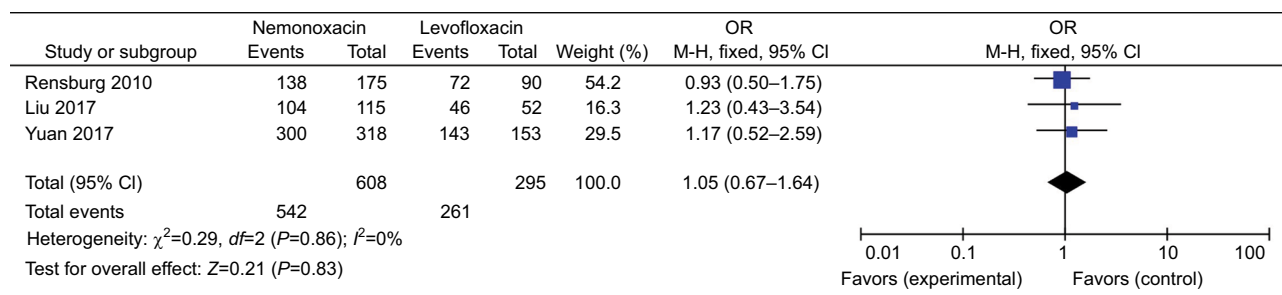 Nemonoxacin Levofloxacin OR OR
Study or subgroup Events Total Events Total Weight (%) M-H, fixed, 95% CI M-H, fixed, 95% CI
Rensburg 2010 138 175 72 90 54.2 0.93 (0.50–1.75)
Liu 2017 104 115 46 52 16.3 1.23 (0.43–3.54)
Yuan 2017 300 318 143 153 29.5 1.17 (0.52–2.59)
Total (95% CI) 608 295 100.0 1.05 (0.67–1.64)
Total events 542 261
Heterogeneity: χ²=0.29, df=2 (P=0.86); I²=0%
Test for overall effect: Z=0.21 (P=0.83)
0.01 0.1 1 10 100
Favors (experimental) Favors (control)